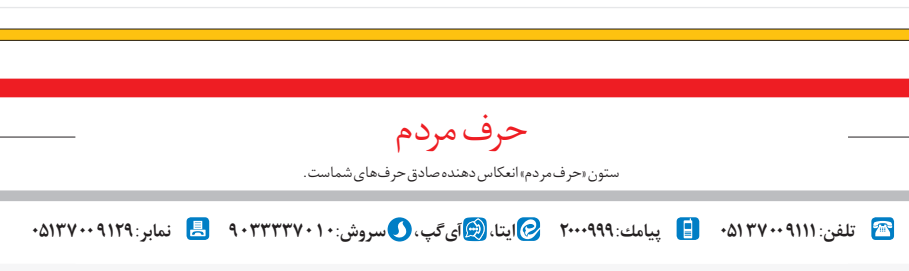 حرف مردم
ستون «حرف مردم» انعکاس دهنده صادق حرف‌های شماست.
تلفن: ۰۵۱۳۷۰۰۹۱۱۱ پیامك: ۲۰۰۰۹۹۹ ایتا، آی‌گپ، سروش: ۹۰۳۳۳۳۷۰۱۰ نمابر: ۰۵۱۳۷۰۰۹۱۲۹